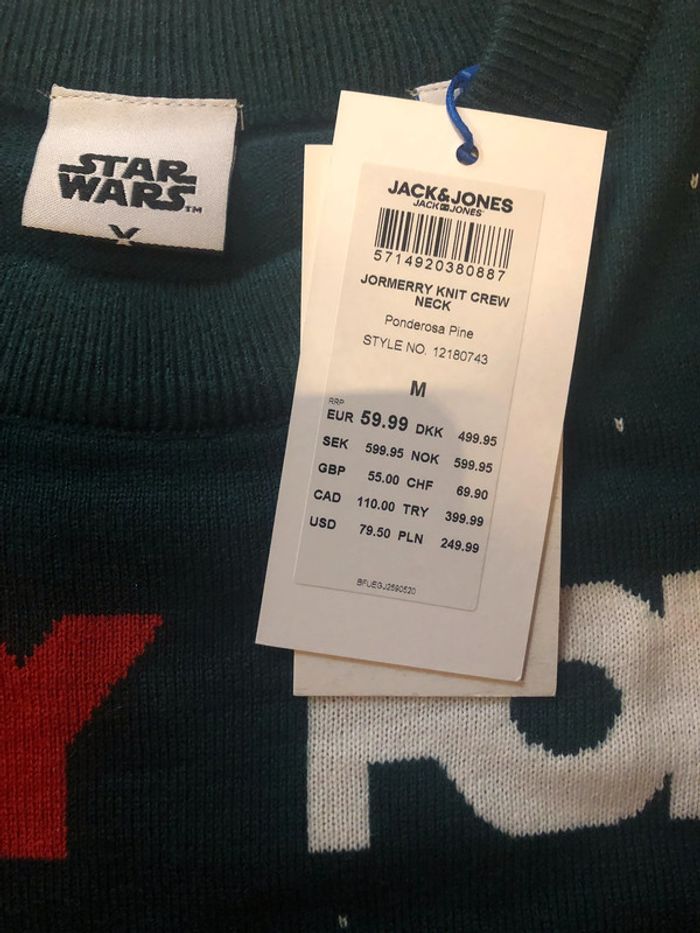 STAR
WARS™
JACK&JONES
JACK JONES
5714920380887
JORMERRY KNIT CREW
NECK
Ponderosa Pine
STYLE NO. 12180743
M
RRP
EUR 59.99 DKK 499.95
SEK 599.95 NOK 599.95
GBP 55.00 CHF 69.90
CAD 110.00 TRY 399.99
USD 79.50 PLN 249.99
Y